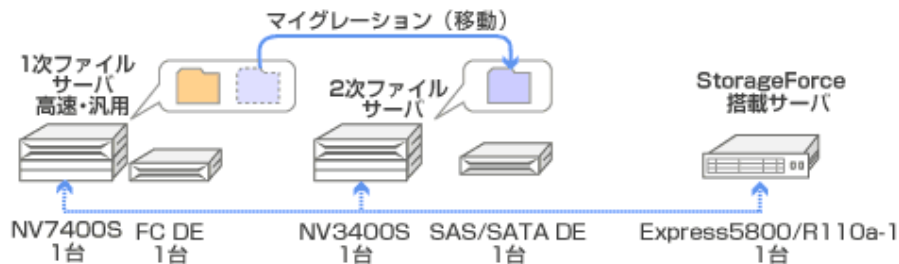 マイグレーション（移動）
1次ファイル
サーバ
高速・汎用
2次ファイル
サーバ
StorageForce
搭載サーバ
NV7400S
1台
FC DE
1台
NV3400S
1台
SAS/SATA DE
1台
Express5800/R110a-1
1台